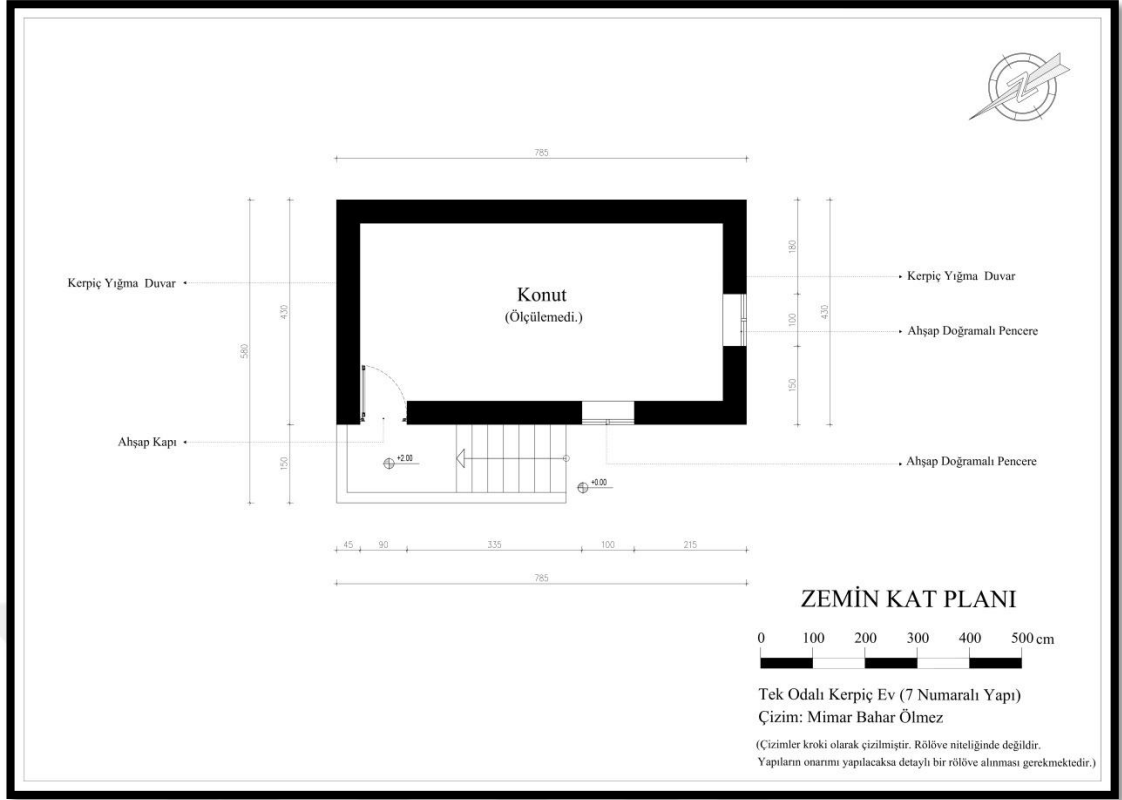 785
180
Kerpiç Yığma Duvar
Kerpiç Yığma Duvar
Konut
(Ölçülemedi.)
430
100
430
Ahşap Doğramalı Pencere
580
150
Ahşap Kapı
150
+2.00
Ahşap Doğramalı Pencere
+0.00
45 90 335 100 215
785
ZEMİN KAT PLANI
0 100 200 300 400 500 cm
Tek Odalı Kerpiç Ev (7 Numaralı Yapı)
Çizim: Mimar Bahar Ölmez
(Çizimler kroki olarak çizilmiştir. Rölöve niteliğinde değildir.
Yapıların onarımı yapılacaksa detaylı bir rölöve alınması gerekmektedir.)